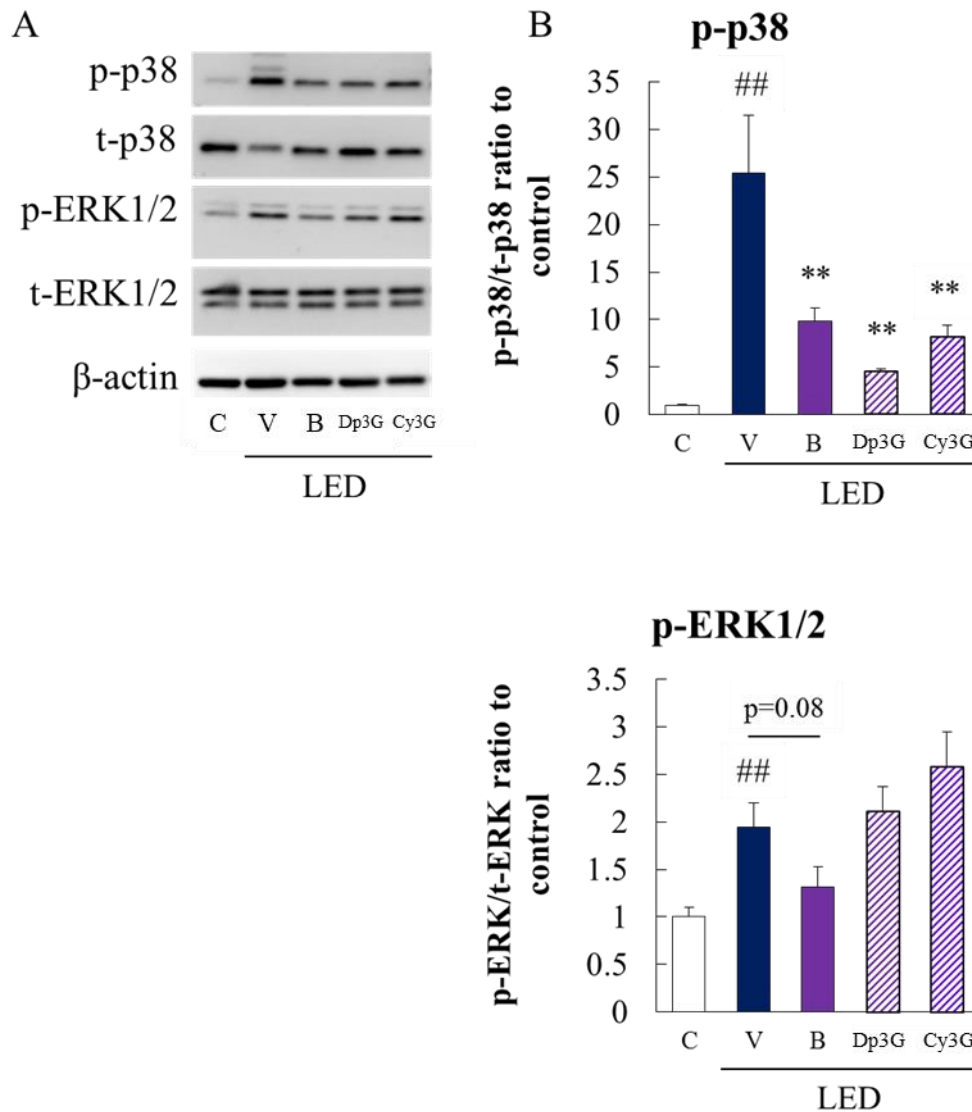 A
p-p38
t-p38
p-ERK1/2
t-ERK1/2
β-actin
C V B Dp3G Cy3G
LED
B
p-p38
p-p38/t-p38 ratio to
control
35
30
25
20
15
10
5
0
##
**
**
**
C V B Dp3G Cy3G
LED
p-ERK1/2
p-ERK/t-ERK ratio to
control
3.5
3
2.5
2
1.5
1
0.5
0
p=0.08
##
C V B Dp3G Cy3G
LED